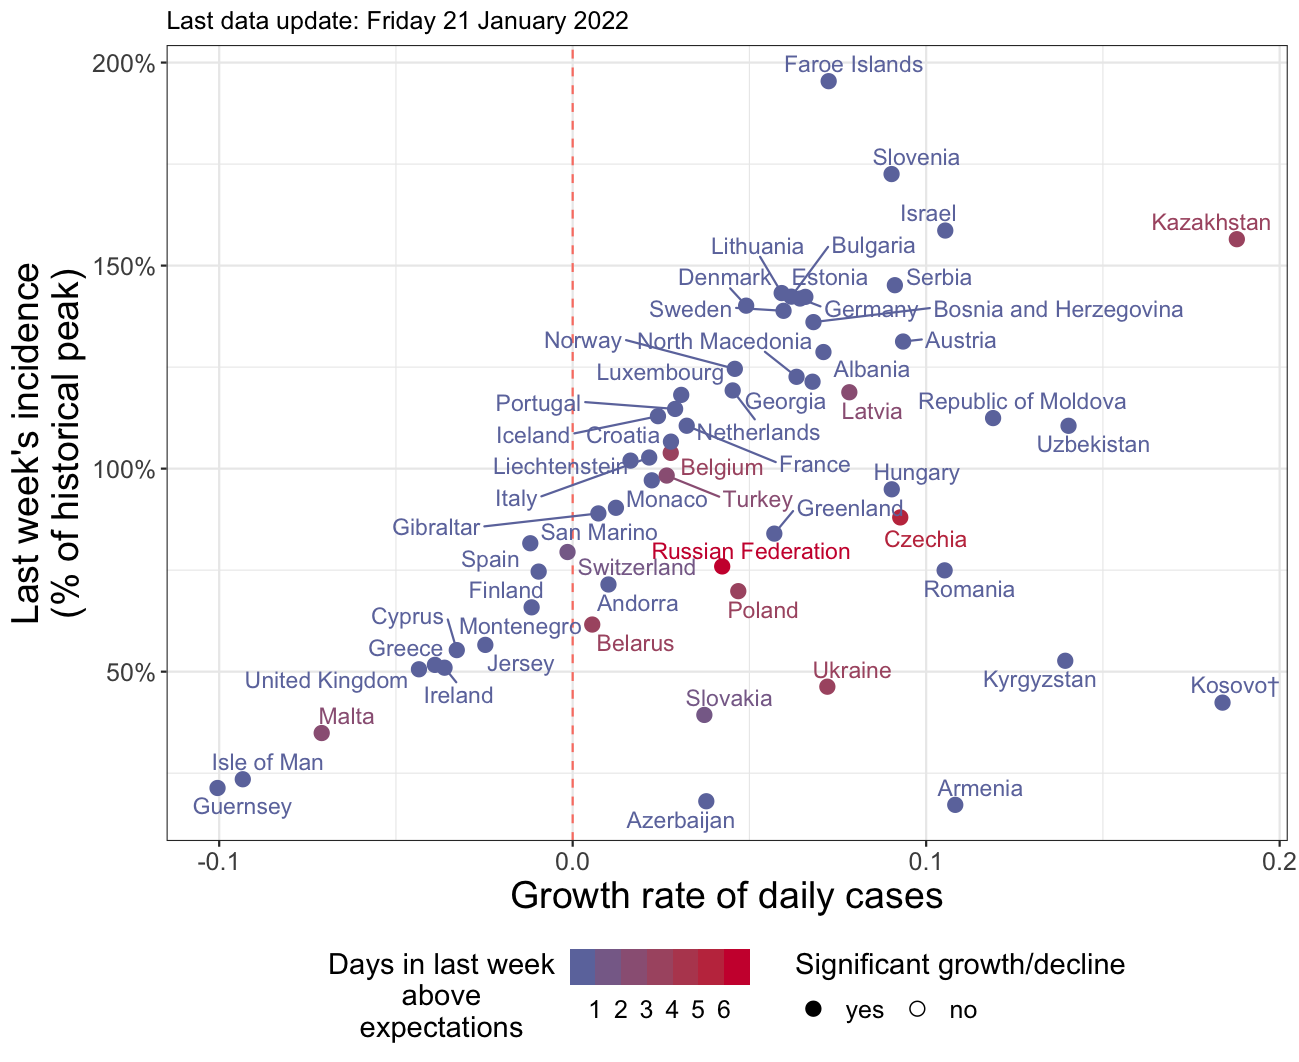 Last data update: Friday 21 January 2022
Last week's incidence
(% of historical peak)
200%
150%
100%
50%
Faroe Islands
Slovenia
Israel
Kazakhstan
Lithuania
Bulgaria
Denmark
Estonia
Serbia
Sweden
Germany
Bosnia and Herzegovina
Norway
North Macedonia
Austria
Luxembourg
Albania
Portugal
Georgia
Latvia
Republic of Moldova
Iceland
Croatia
Netherlands
Uzbekistan
Liechtenstein
Belgium
France
Hungary
Italy
Monaco
Turkey
Greenland
Gibraltar
San Marino
Czechia
Spain
Switzerland
Russian Federation
Finland
Andorra
Poland
Romania
Cyprus
Montenegro
Belarus
Greece
Jersey
United Kingdom
Ireland
Slovakia
Ukraine
Kyrgyzstan
Kosovo†
Malta
Isle of Man
Guernsey
Azerbaijan
Armenia
-0.1
0.0
0.1
0.2
Growth rate of daily cases
Days in last week
above
expectations
1 2 3 4 5 6
Significant growth/decline
yes
no